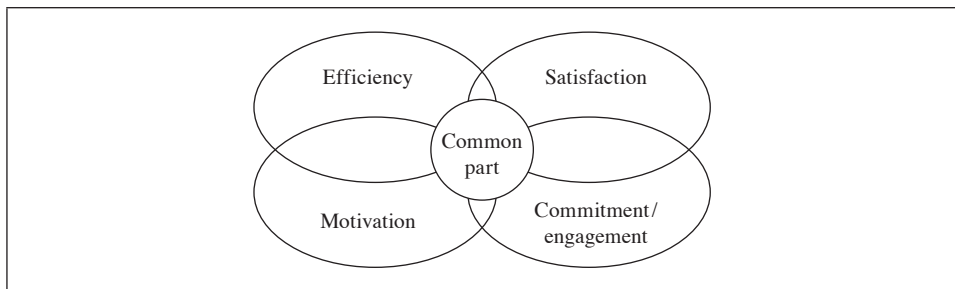 Efficiency
Satisfaction
Common
part
Motivation
Commitment/
engagement